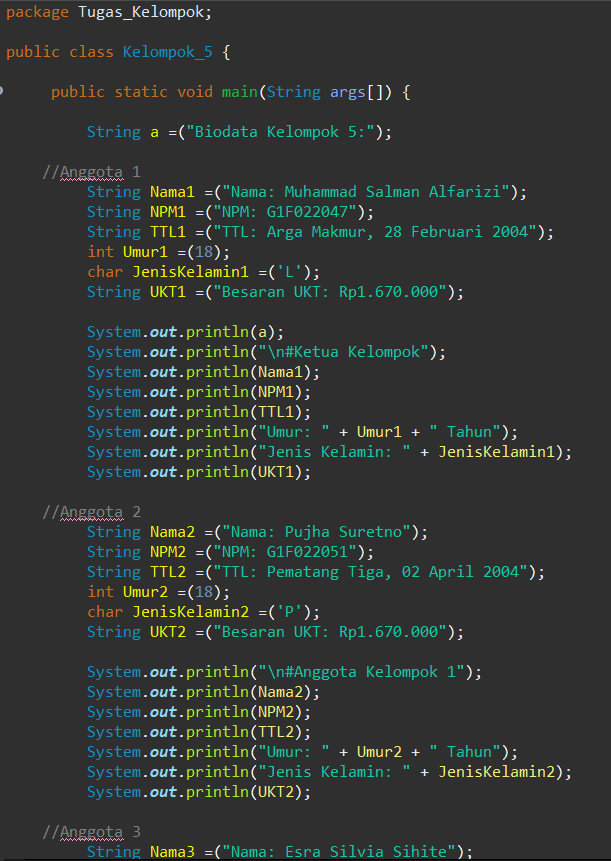 package Tugas_Kelompok;
public class Kelompok_5 {
public static void main(String args[]) {
String a =("Biodata Kelompok 5:");
//Anggota 1
String Nama1 =("Nama: Muhammad Salman Alfarizi");
String NPM1 =("NPM: G1F022047");
String TTL1 =("TTL: Arga Makmur, 28 Februari 2004");
int Umur1 =(18);
char JenisKelamin1 =('L');
String UKT1 =("Besaran UKT: Rp1.670.000");
System.out.println(a);
System.out.println("\n#Ketua Kelompok");
System.out.println(Nama1);
System.out.println(NPM1);
System.out.println(TTL1);
System.out.println("Umur: " + Umur1 + " Tahun");
System.out.println("Jenis Kelamin: " + JenisKelamin1);
System.out.println(UKT1);
//Anggota 2
String Nama2 =("Nama: Pujha Suretno");
String NPM2 =("NPM: G1F022051");
String TTL2 =("TTL: Pematang Tiga, 02 April 2004");
int Umur2 =(18);
char JenisKelamin2 =('P');
String UKT2 =("Besaran UKT: Rp1.670.000");
System.out.println("\n#Anggota Kelompok 1");
System.out.println(Nama2);
System.out.println(NPM2);
System.out.println(TTL2);
System.out.println("Umur: " + Umur2 + " Tahun");
System.out.println("Jenis Kelamin: " + JenisKelamin2);
System.out.println(UKT2);
//Anggota 3
String Nama3 =("Nama: Esra Silvia Sihite");